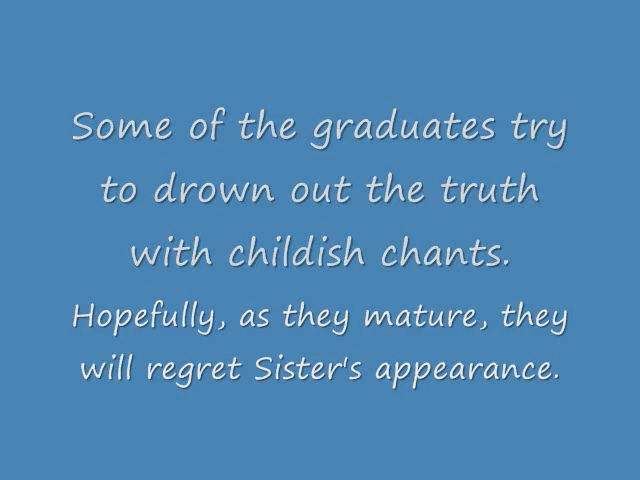 Some of the graduates try
to drown out the truth
with childish chants.
Hopefully, as they mature, they
will regret Sister's appearance.